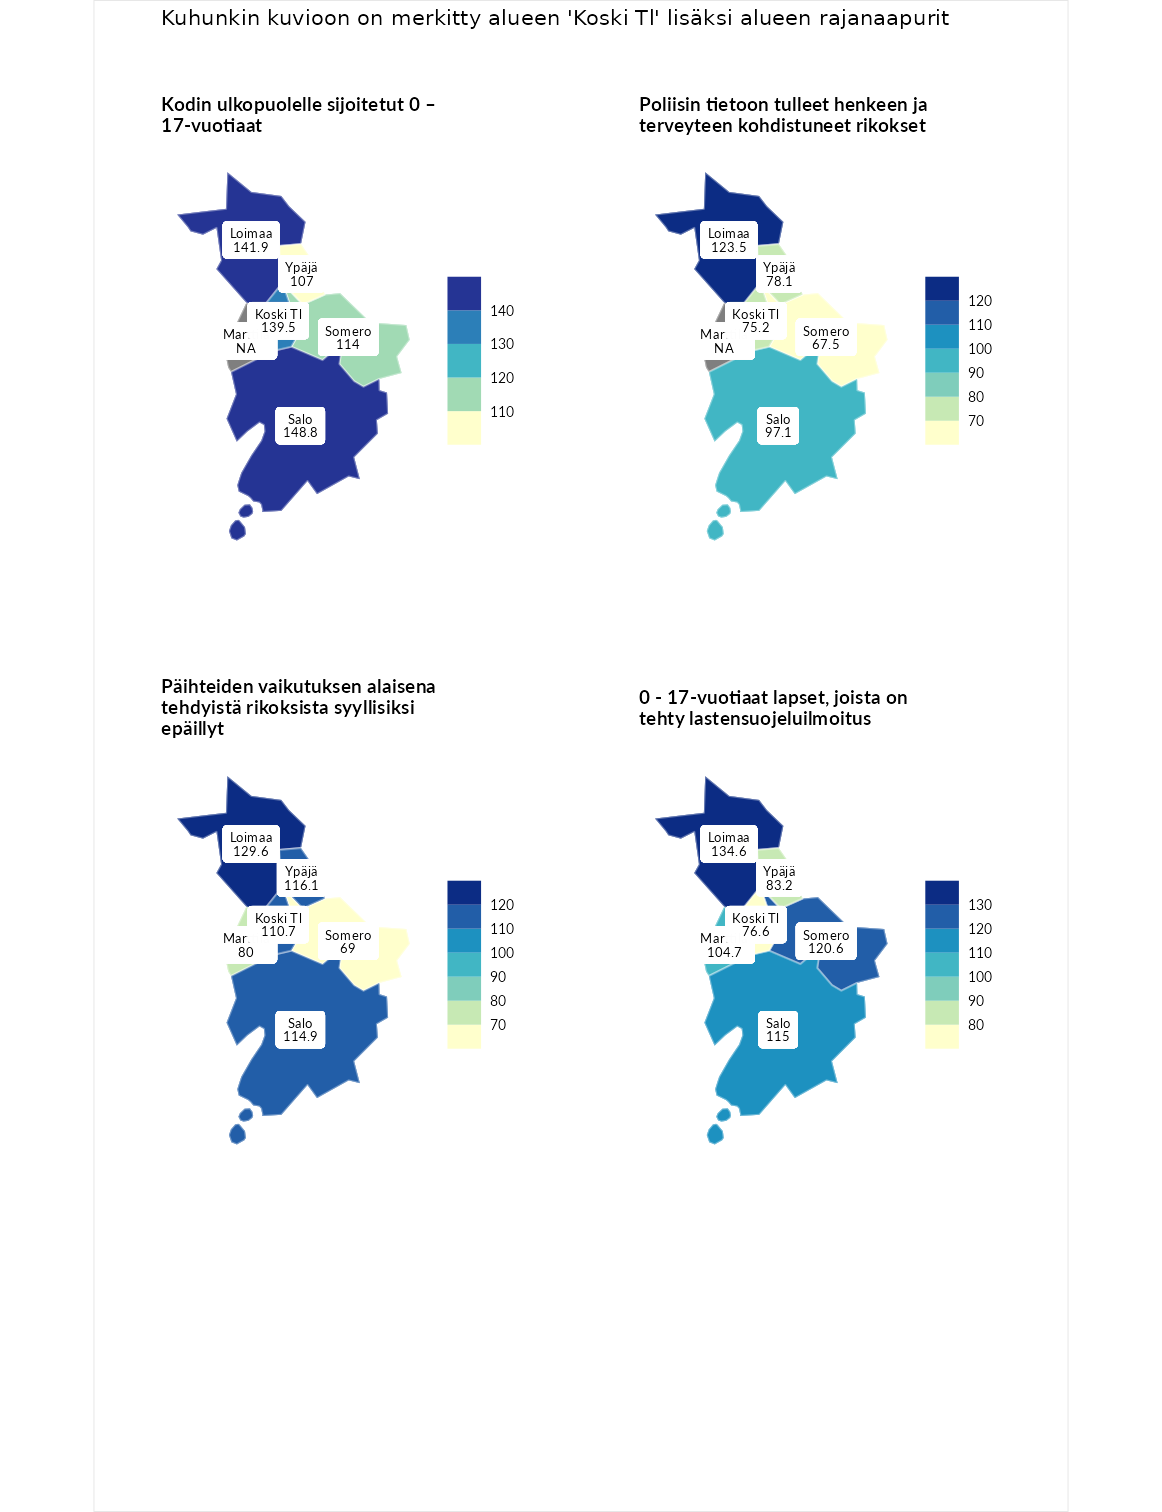 Kuhunkin kuvioon on merkitty alueen 'Koski Tl' lisäksi alueen rajanaapurit
Kodin ulkopuolelle sijoitetut 0 –
17-vuotiaat
Loimaa
141.9
Ypäjä
107
Koski Tl
139.5
Mar
NA
Somero
114
Salo
148.8
140
130
120
110
Poliisin tietoon tulleet henkeen ja
terveyteen kohdistuneet rikokset
Loimaa
123.5
Ypäjä
78.1
Koski Tl
75.2
Mar
NA
Somero
67.5
Salo
97.1
120
110
100
90
80
70
Päihteiden vaikutuksen alaisena
tehdyistä rikoksista syyllisiksi
epäillyt
Loimaa
129.6
Ypäjä
116.1
Koski Tl
110.7
Mar
80
Somero
69
Salo
114.9
120
110
100
90
80
70
0 - 17-vuotiaat lapset, joista on
tehty lastensuojeluilmoitus
Loimaa
134.6
Ypäjä
83.2
Koski Tl
76.6
Mar
104.7
Somero
120.6
Salo
115
130
120
110
100
90
80